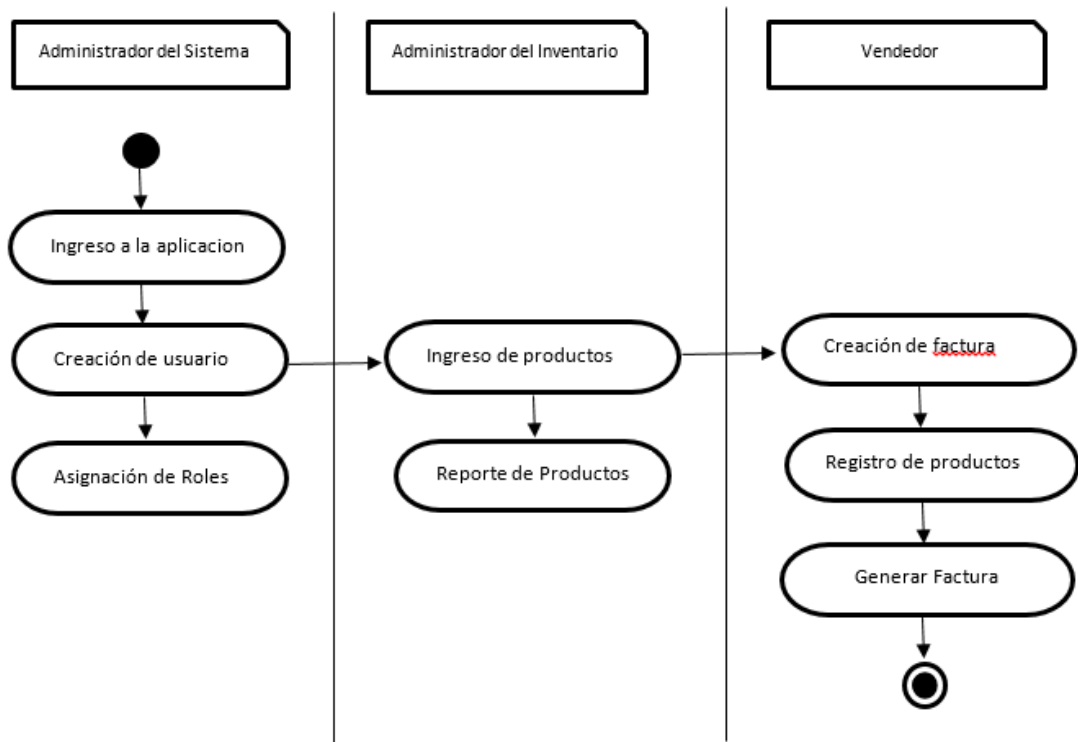 Administrador del Sistema
Administrador del Inventario
Vendedor
Ingreso a la aplicacion
Creación de usuario
Asignación de Roles
Ingreso de productos
Reporte de Productos
Creación de factura
Registro de productos
Generar Factura